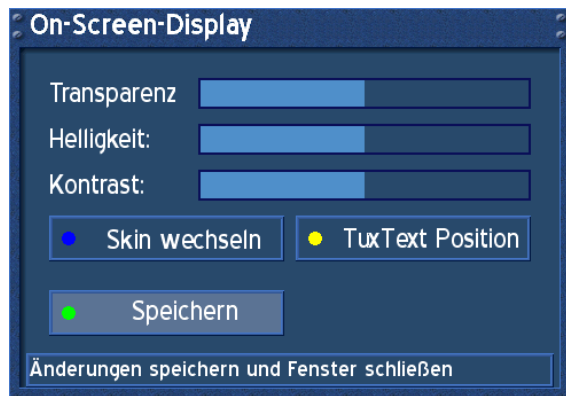 On-Screen-Display
Transparenz
Helligkeit:
Kontrast:
Skin wechseln
TuxText Position
Speichern
Änderungen speichern und Fenster schließen